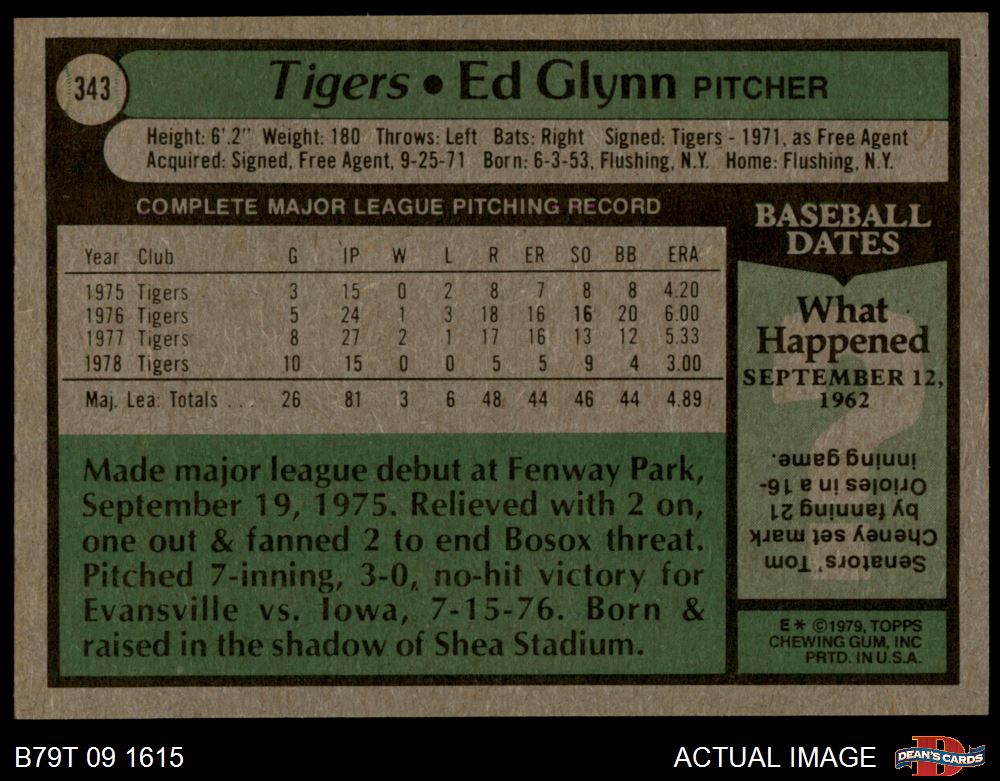 343
Tigers • Ed Glynn PITCHER
Height: 6'.2" Weight: 180 Throws: Left Bats: Right Signed: Tigers - 1971, as Free Agent
Acquired: Signed, Free Agent, 9-25-71 Born: 6-3-53, Flushing, N.Y. Home: Flushing, N.Y.
COMPLETE MAJOR LEAGUE PITCHING RECORD
Year Club G IP W L R ER SO BB ERA
1975 Tigers 3 15 0 2 8 7 8 8 4.20
1976 Tigers 5 24 1 3 18 16 16 20 6.00
1977 Tigers 8 27 2 1 17 16 13 12 5.33
1978 Tigers 10 15 0 0 5 5 9 4 3.00
Maj. Lea. Totals ... 26 81 3 6 48 44 46 44 4.89
Made major league debut at Fenway Park,
September 19, 1975. Relieved with 2 on,
one out & fanned 2 to end Bosox threat.
Pitched 7-inning, 3-0, no-hit victory for
Evansville vs. Iowa, 7-15-76. Born &
raised in the shadow of Shea Stadium.
BASEBALL
DATES
What
Happened
SEPTEMBER 12,
1962
?
Senators' Tom
Cheney set mark
by fanning 21
Orioles in a 16-
inning game.
E* ©1979, TOPPS
CHEWING GUM, INC
PRTD. IN U.S.A.
B79T 09 1615
ACTUAL IMAGE
D
DEAN'S CARDS